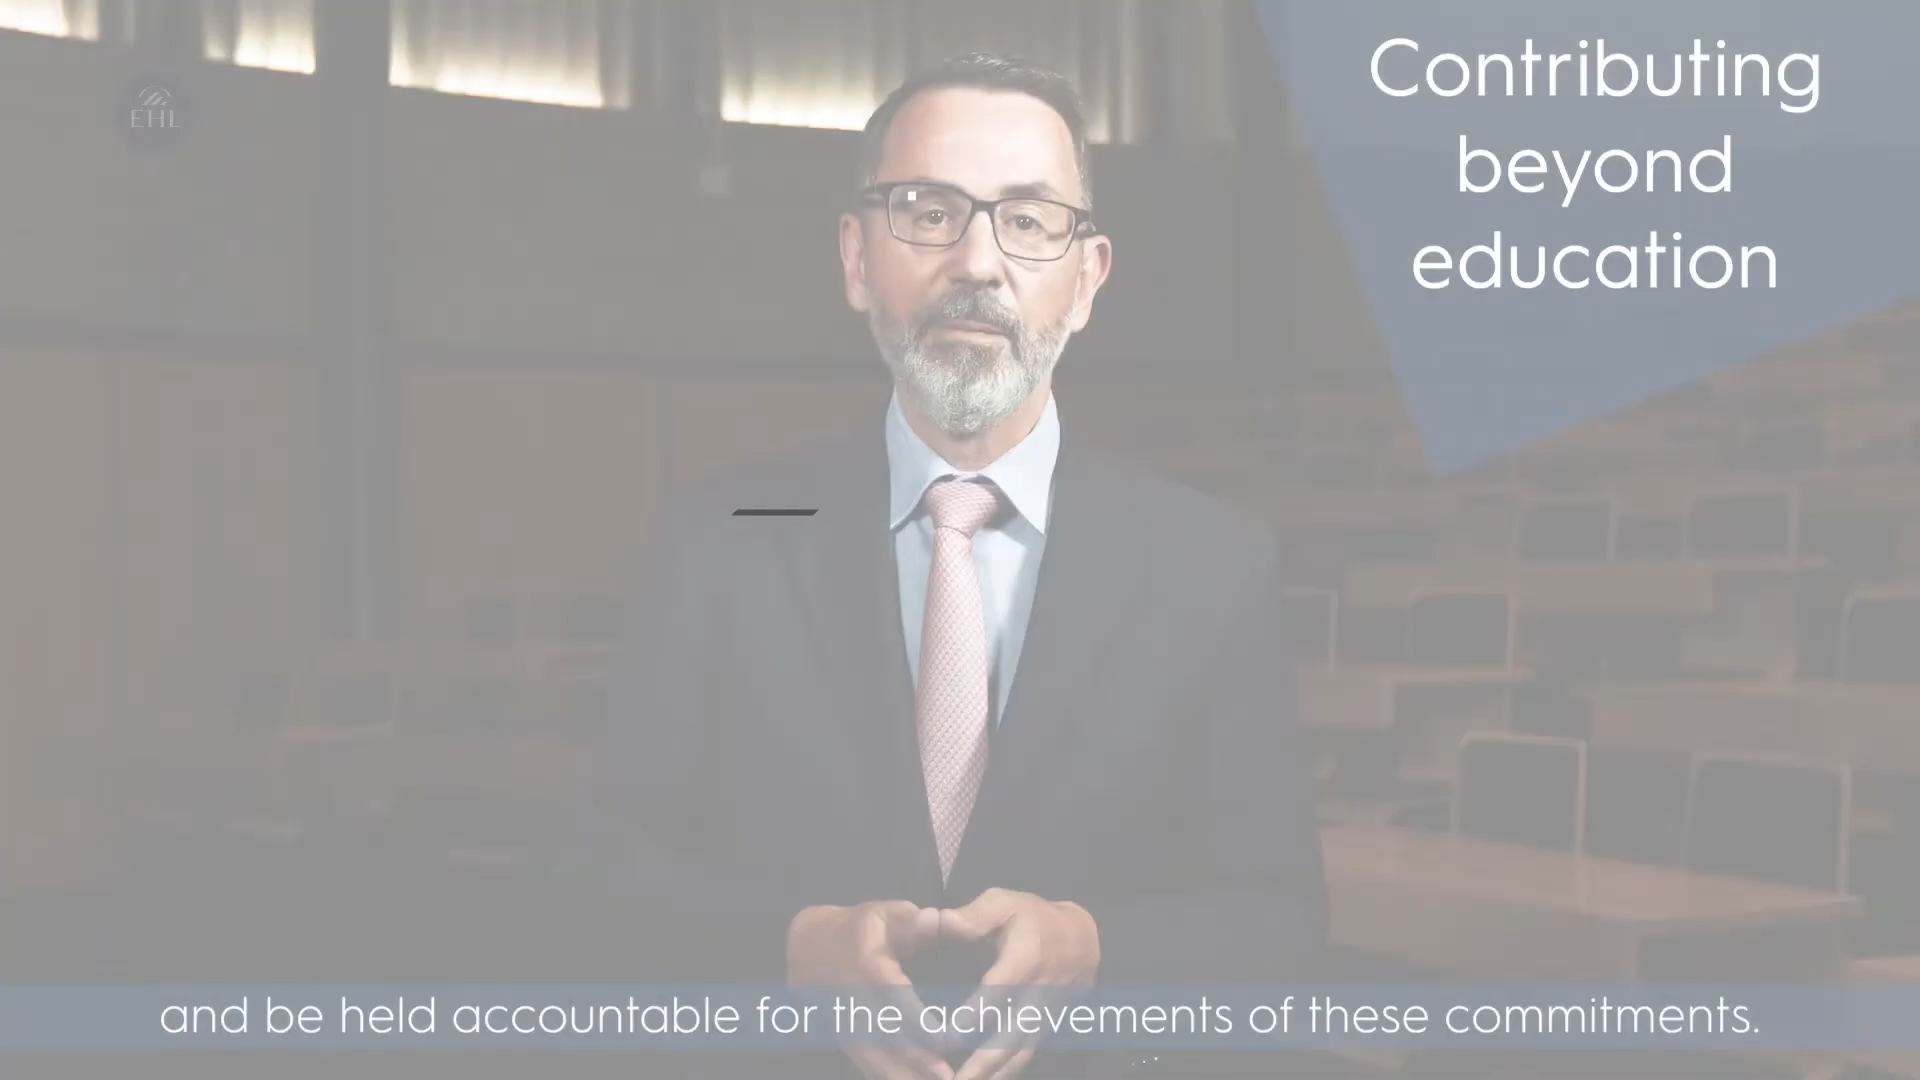 EHL
Contributing
beyond
education
and be held accountable for the achievements of these commitments.